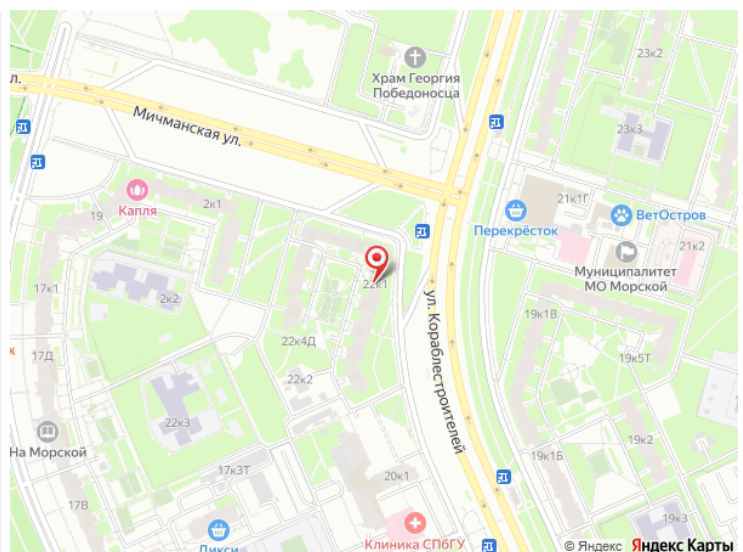 23к2
Храм Георгия
Победоносца
Мичманская ул.
л.
23к3
21к1Г
Капля
19
2к1
Перекрёсток
ВетОстров
21к2
Муниципалитет
МО Морской
17к1
2к2
22к1
ул. Кораблестроителей
19к1В
17Д
22к4Д
19к5Т
к
22к2
22к3
19к2
На Морской
17к3Т
20к1
19к1Б
17В
Дикси
Клиника СПбГУ
19к3
© Яндекс Яндекс Карты